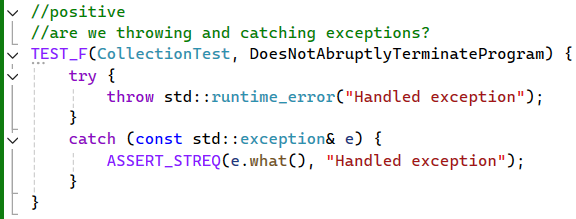 //positive
//are we throwing and catching exceptions?
TEST_F(CollectionTest, DoesNotAbruptlyTerminateProgram) {
    try {
        throw std::runtime_error("Handled exception");
    }
    catch (const std::exception& e) {
        ASSERT_STREQ(e.what(), "Handled exception");
    }
}